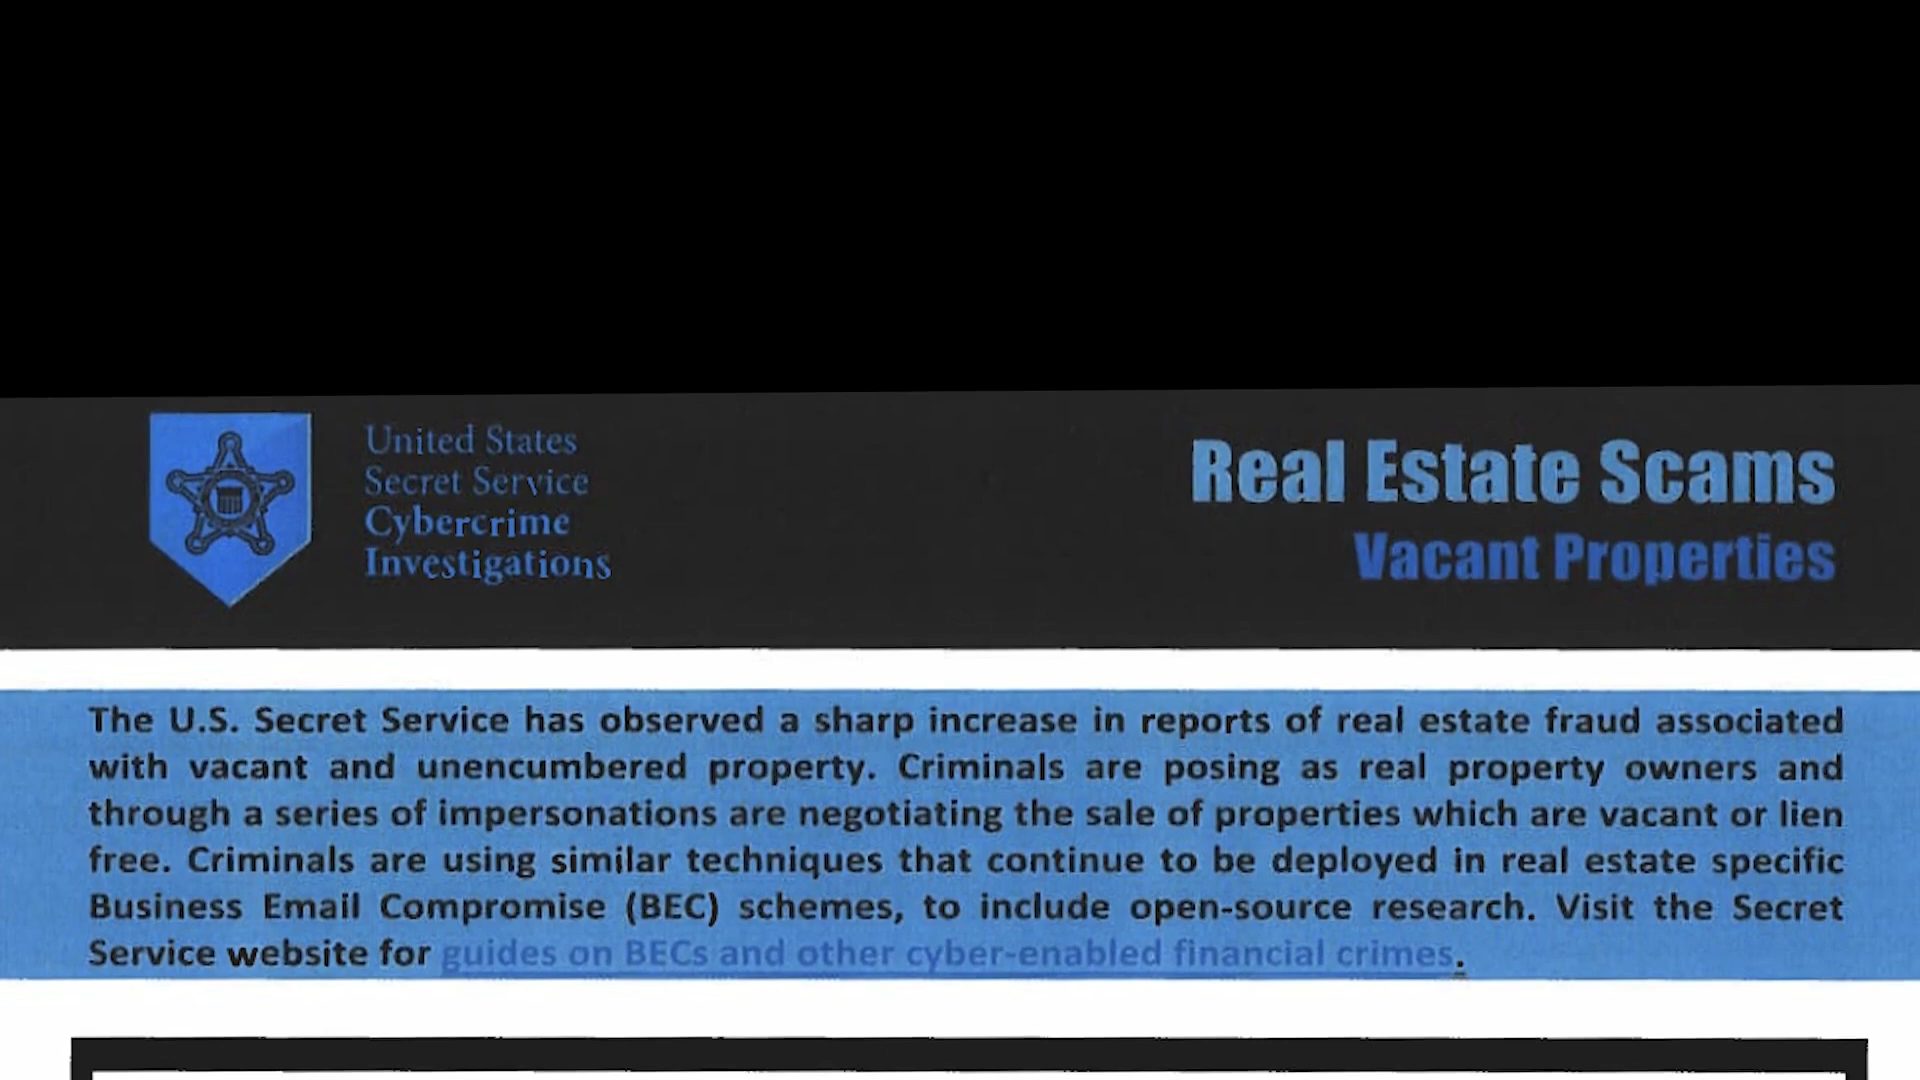 United States
Secret Service
Cybercrime
Investigations
Real Estate Scams
Vacant Properties
The U.S. Secret Service has observed a sharp increase in reports of real estate fraud associated
with vacant and unencumbered property. Criminals are posing as real property owners and
through a series of impersonations are negotiating the sale of properties which are vacant or lien
free. Criminals are using similar techniques that continue to be deployed in real estate specific
Business Email Compromise (BEC) schemes, to include open-source research. Visit the Secret
Service website for guides on BECs and other cyber-enabled financial crimes.